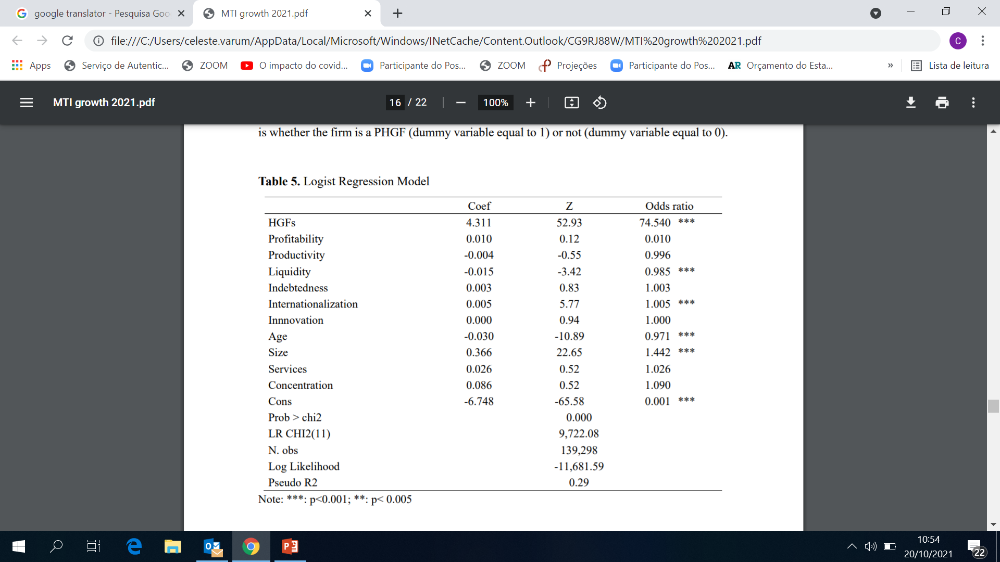 google translator - Pesquisa Goo
MTI growth 2021.pdf
file:///C:/Users/celeste.varum/AppData/Local/Microsoft/Windows/INetCache/Content.Outlook/CG9RJ88W/MTI%20growth%202021.pdf
C
Apps Serviço de Autentic... ZOOM O impacto do covid... Participante do Pos... ZOOM Projeções Participante do Pos... AR Orçamento do Esta... » Lista de leitura
MTI growth 2021.pdf 16 / 22 100%
is whether the firm is a PHGF (dummy variable equal to 1) or not (dummy variable equal to 0).
Table 5. Logist Regression Model
Coef Z Odds ratio
HGFs 4.311 52.93 74.540 ***
Profitability 0.010 0.12 0.010
Productivity -0.004 -0.55 0.996
Liquidity -0.015 -3.42 0.985 ***
Indebtedness 0.003 0.83 1.003
Internationalization 0.005 5.77 1.005 ***
Innnovation 0.000 0.94 1.000
Age -0.030 -10.89 0.971 ***
Size 0.366 22.65 1.442 ***
Services 0.026 0.52 1.026
Concentration 0.086 0.52 1.090
Cons -6.748 -65.58 0.001 ***
Prob > chi2 0.000
LR CHI2(11) 9,722.08
N. obs 139,298
Log Likelihood -11,681.59
Pseudo R2 0.29
Note: ***: p<0.001; **: p< 0.005
10:54
20/10/2021
22